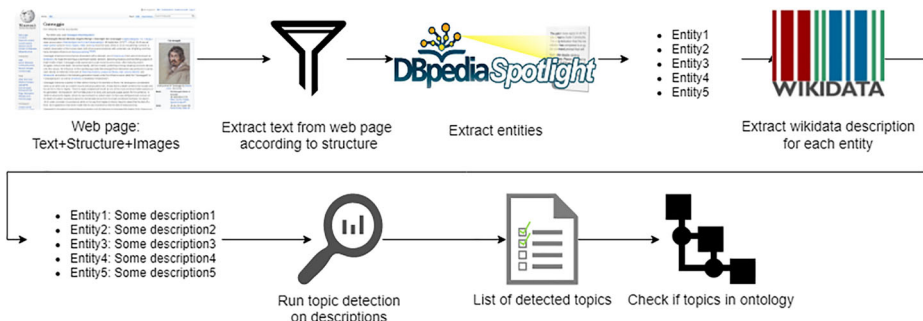 Caravaggio
DBpediaSpotlight
• Entity1
• Entity2
• Entity3
• Entity4
• Entity5
WIKIDATA
Web page:
Text+Structure+Images
Extract text from web page
according to structure
Extract entities
Extract wikidata description
for each entity
• Entity1: Some description1
• Entity2: Some description2
• Entity3: Some description3
• Entity4: Some description4
• Entity5: Some description5
Run topic detection
on descriptions
List of detected topics
Check if topics in ontology